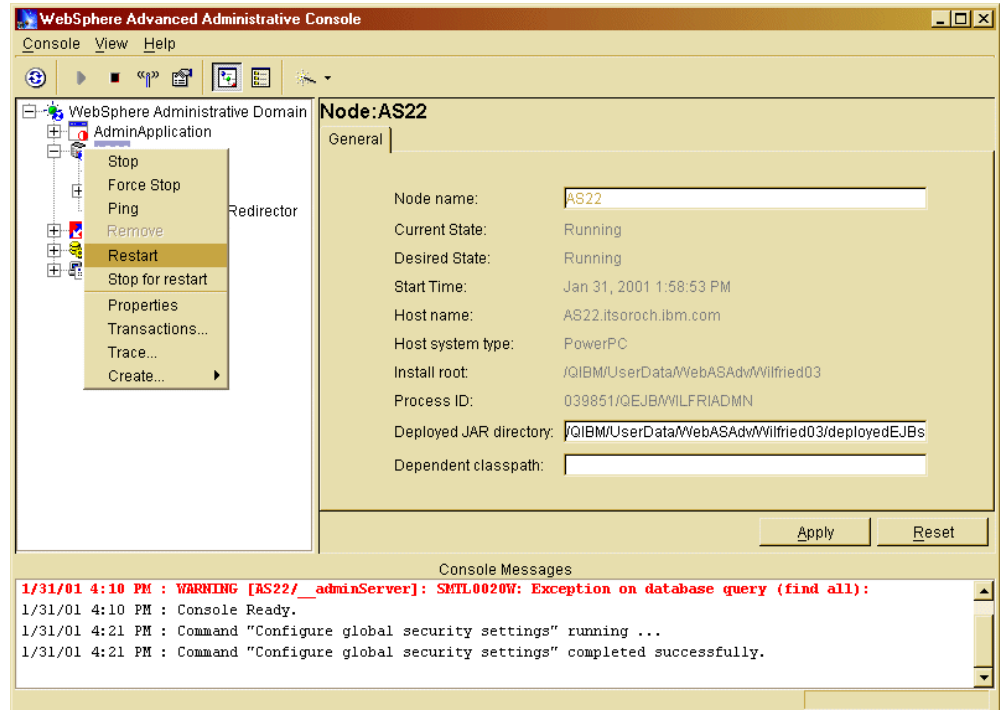 WebSphere Advanced Administrative Console
Console View Help
WebSphere Administrative Domain
AdminApplication
Redirector
Stop
Force Stop
Ping
Remove
Restart
Stop for restart
Properties
Transactions...
Trace...
Create...
Node:AS22
General
Node name: AS22
Current State: Running
Desired State: Running
Start Time: Jan 31, 2001 1:58:53 PM
Host name: AS22.itsoroch.ibm.com
Host system type: PowerPC
Install root: /QIBM/UserData/WebASAdv/Wilfried03
Process ID: 039851/QEJB/WILFRIADMN
Deployed JAR directory: /QIBM/UserData/WebASAdv/Wilfried03/deployedEJBs
Dependent classpath:
Apply Reset
Console Messages
1/31/01 4:10 PM : WARNING [AS22/__adminServer]: SMTL0020W: Exception on database query (find all):
1/31/01 4:10 PM : Console Ready.
1/31/01 4:21 PM : Command "Configure global security settings" running ...
1/31/01 4:21 PM : Command "Configure global security settings" completed successfully.